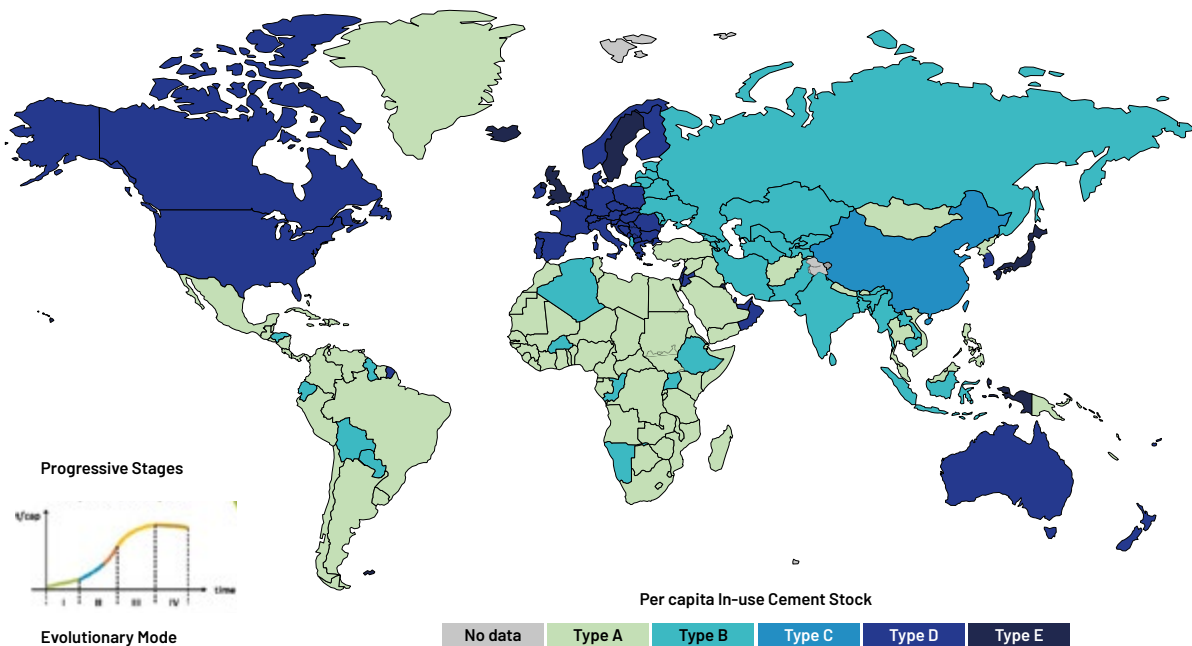 Progressive Stages
t/cap
time
I II III IV
Evolutionary Mode
Per capita In-use Cement Stock
No data Type A Type B Type C Type D Type E